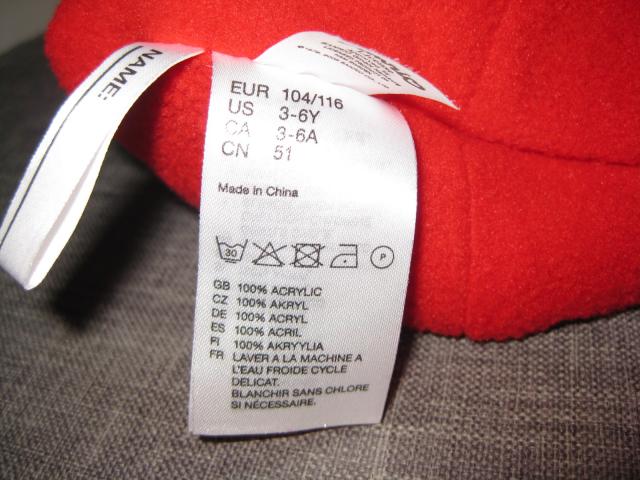 NAME:
EUR 104/116
US 3-6Y
CA 3-6A
CN 51
Made in China
30
P
GB 100% ACRYLIC
CZ 100% AKRYL
DE 100% ACRYL
ES 100% ACRIL
FI 100% AKRYYLIA
FR LAVER A LA MACHINE A
L'EAU FROIDE CYCLE
DELICAT.
BLANCHIR SANS CHLORE
SI NÉCESSAIRE.